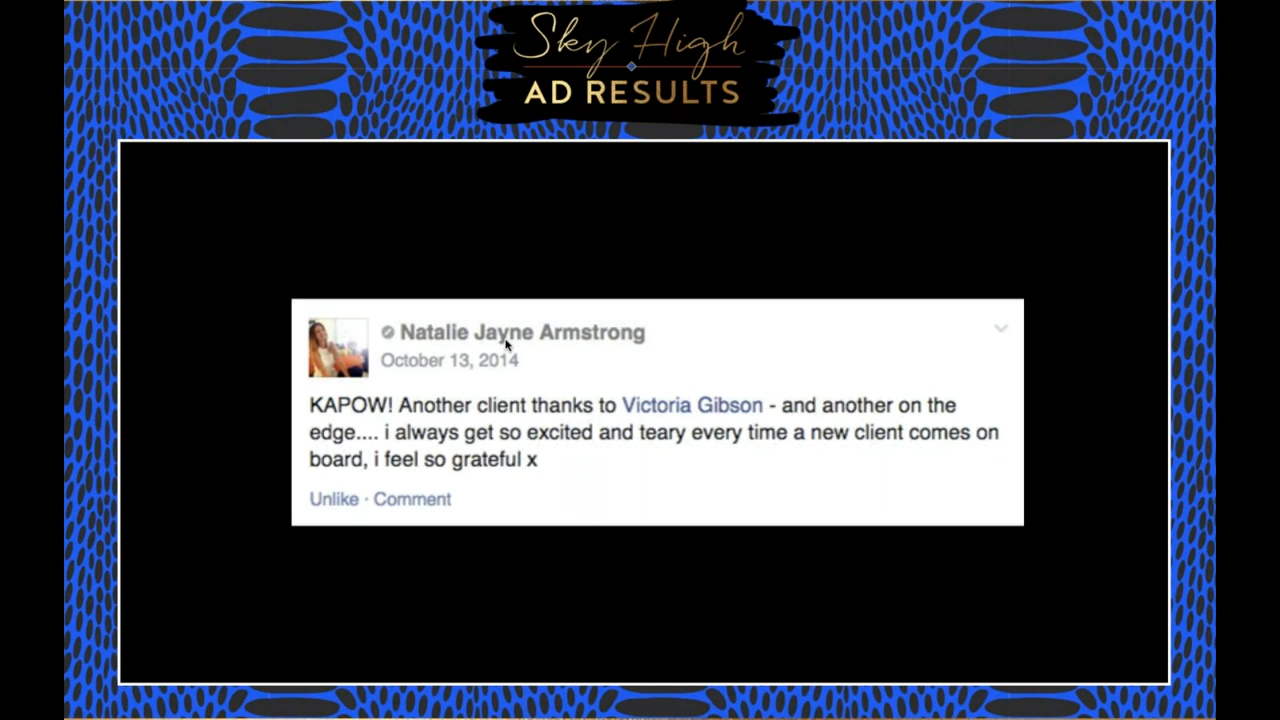 Sky High
AD RESULTS
Natalie Jayne Armstrong
October 13, 2014
KAPOW! Another client thanks to Victoria Gibson - and another on the
edge.... i always get so excited and teary every time a new client comes on
board, i feel so grateful x
Unlike · Comment